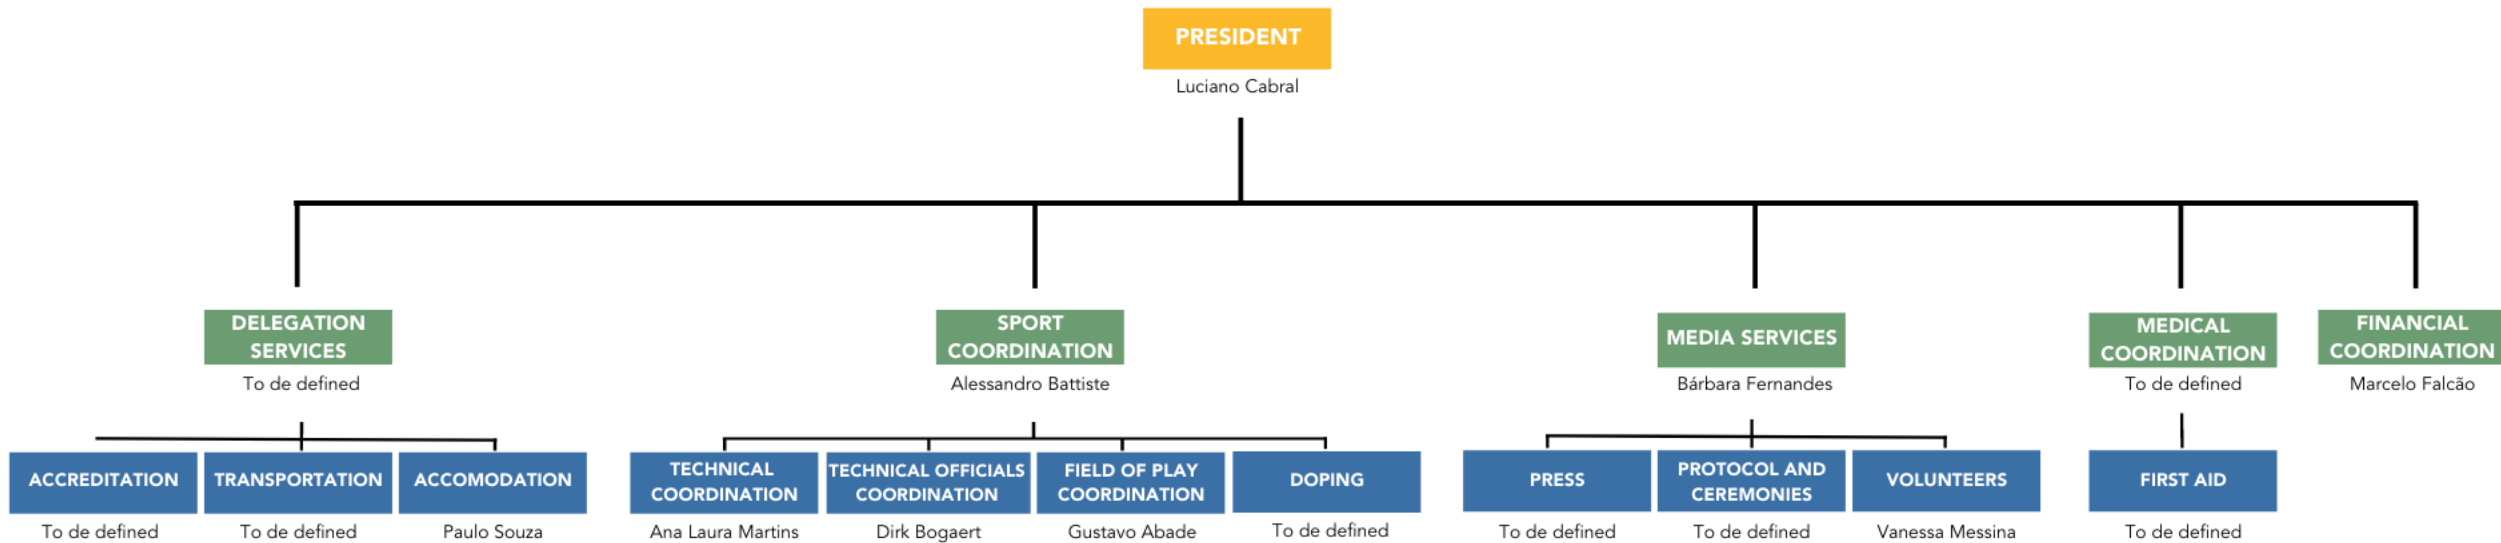 PRESIDENT
Luciano Cabral
DELEGATION
SERVICES
To de defined
SPORT
COORDINATION
Alessandro Battiste
MEDIA SERVICES
Bárbara Fernandes
MEDICAL
COORDINATION
To de defined
FINANCIAL
COORDINATION
Marcelo Falcão
ACCREDITATION
To de defined
TRANSPORTATION
To de defined
ACCOMODATION
Paulo Souza
TECHNICAL
COORDINATION
Ana Laura Martins
TECHNICAL OFFICIALS
COORDINATION
Dirk Bogaert
FIELD OF PLAY
COORDINATION
Gustavo Abade
DOPING
To de defined
PRESS
To de defined
PROTOCOL AND
CEREMONIES
To de defined
VOLUNTEERS
Vanessa Messina
FIRST AID
To de defined